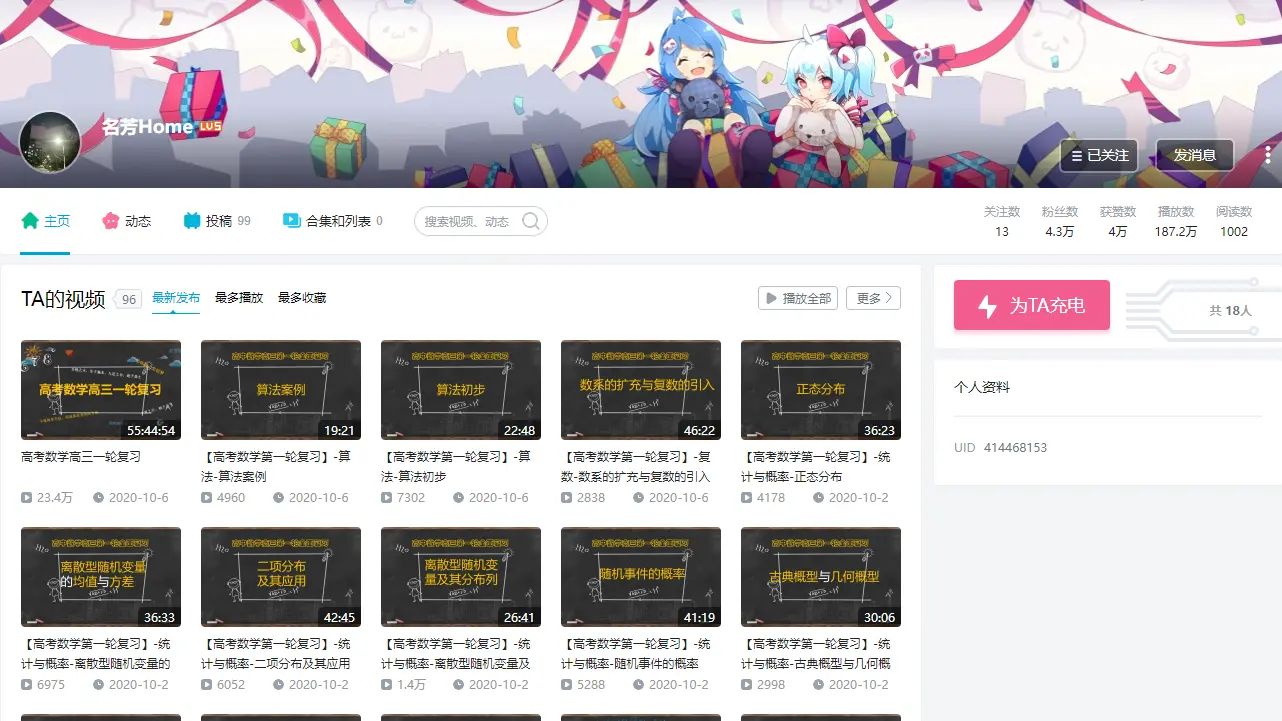 名芳Home LV5
已关注
发消息
主页
动态
投稿 99
合集和列表 0
搜索视频、动态
关注数 粉丝数 获赞数 播放数 阅读数
13 4.3万 4万 187.2万 1002
TA的视频 96 最新发布 最多播放 最多收藏 播放全部 更多
为TA充电
共 18人
个人资料
UID 414468153
高考数学高三一轮复习
55:44:54
高考数学高三一轮复习
23.4万 2020-10-6
算法案例
19:21
【高考数学第一轮复习】-算
法-算法案例
4960 2020-10-6
算法初步
22:48
【高考数学第一轮复习】-算
法-算法初步
7302 2020-10-6
数系的扩充与复数的引入
46:22
【高考数学第一轮复习】-复
数-数系的扩充与复数的引入
2838 2020-10-6
正态分布
36:23
【高考数学第一轮复习】-统
计与概率-正态分布
4178 2020-10-2
离散型随机变量
的均值与方差
36:33
【高考数学第一轮复习】-统
计与概率-离散型随机变量的
6975 2020-10-2
二项分布
及其应用
42:45
【高考数学第一轮复习】-统
计与概率-二项分布及其应用
6052 2020-10-2
离散型随机变
量及其分布列
26:41
【高考数学第一轮复习】-统
计与概率-离散型随机变量及
1.4万 2020-10-2
随机事件的概率
41:19
【高考数学第一轮复习】-统
计与概率-随机事件的概率
5288 2020-10-2
古典概型与几何概型
30:06
【高考数学第一轮复习】-统
计与概率-古典概型与几何概
2998 2020-10-2